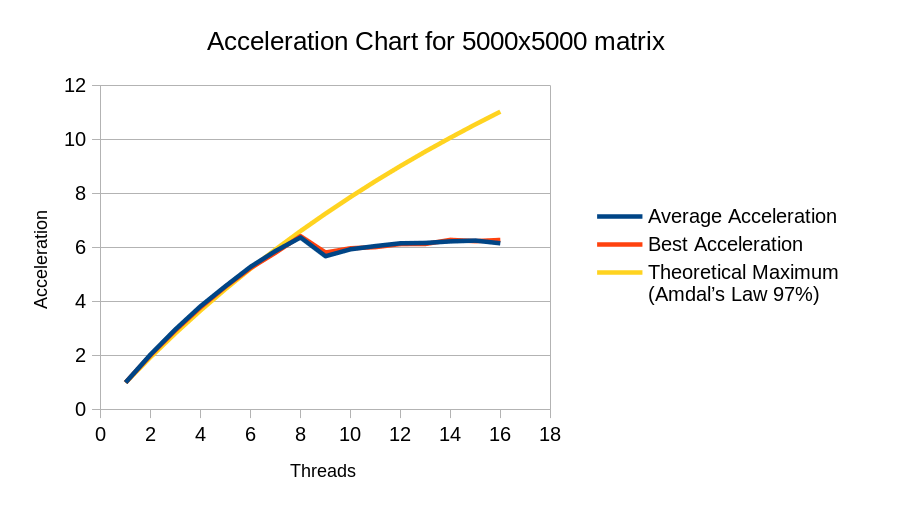 Acceleration Chart for 5000x5000 matrix
12
10
8
6
4
2
0
Acceleration
0 2 4 6 8 10 12 14 16 18
Threads
Average Acceleration
Best Acceleration
Theoretical Maximum
(Amdal's Law 97%)